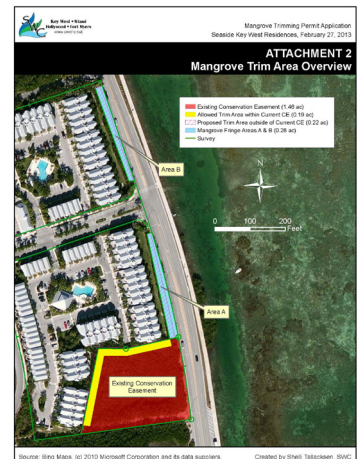 Key West • Miami
Hollywood • Fort Myers
Mangrove Trimming Permit Application
Seaside Key West Residences, February 27, 2013
ATTACHMENT 2
Mangrove Trim Area Overview
Existing Conservation Easement (1.46 ac)
Allowed Trim Area within Current CE (0.19 ac)
Proposed Trim Area outside of Current CE (0.22 ac)
Mangrove Fringe Areas A & B (0.28 ac)
Survey
Area B
N
0 100 200
Feet
Area A
Existing Conservation
Easement
Source: Bing Maps, (c) 2010 Microsoft Corporation and its data suppliers.
Created by Shelli Tallacksen, SWC